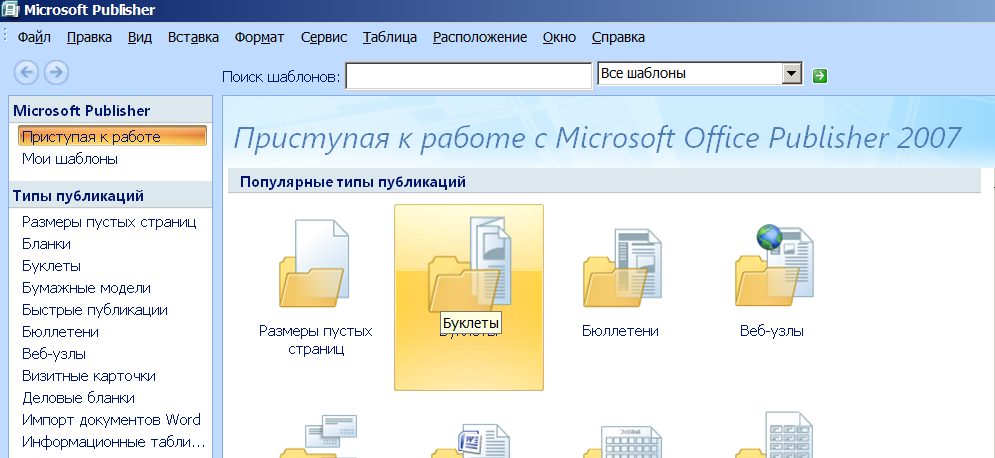 Microsoft Publisher
Файл Правка Вид Вставка Формат Сервис Таблица Расположение Окно Справка
Поиск шаблонов: Все шаблоны
Microsoft Publisher
Приступая к работе
Мои шаблоны
Типы публикаций
Размеры пустых страниц
Бланки
Буклеты
Бумажные модели
Быстрые публикации
Бюллетени
Веб-узлы
Визитные карточки
Деловые бланки
Импорт документов Word
Информационные табли...
Приступая к работе с Microsoft Office Publisher 2007
Популярные типы публикаций
Размеры пустых
страниц
Буклеты
Бюллетени
Веб-узлы